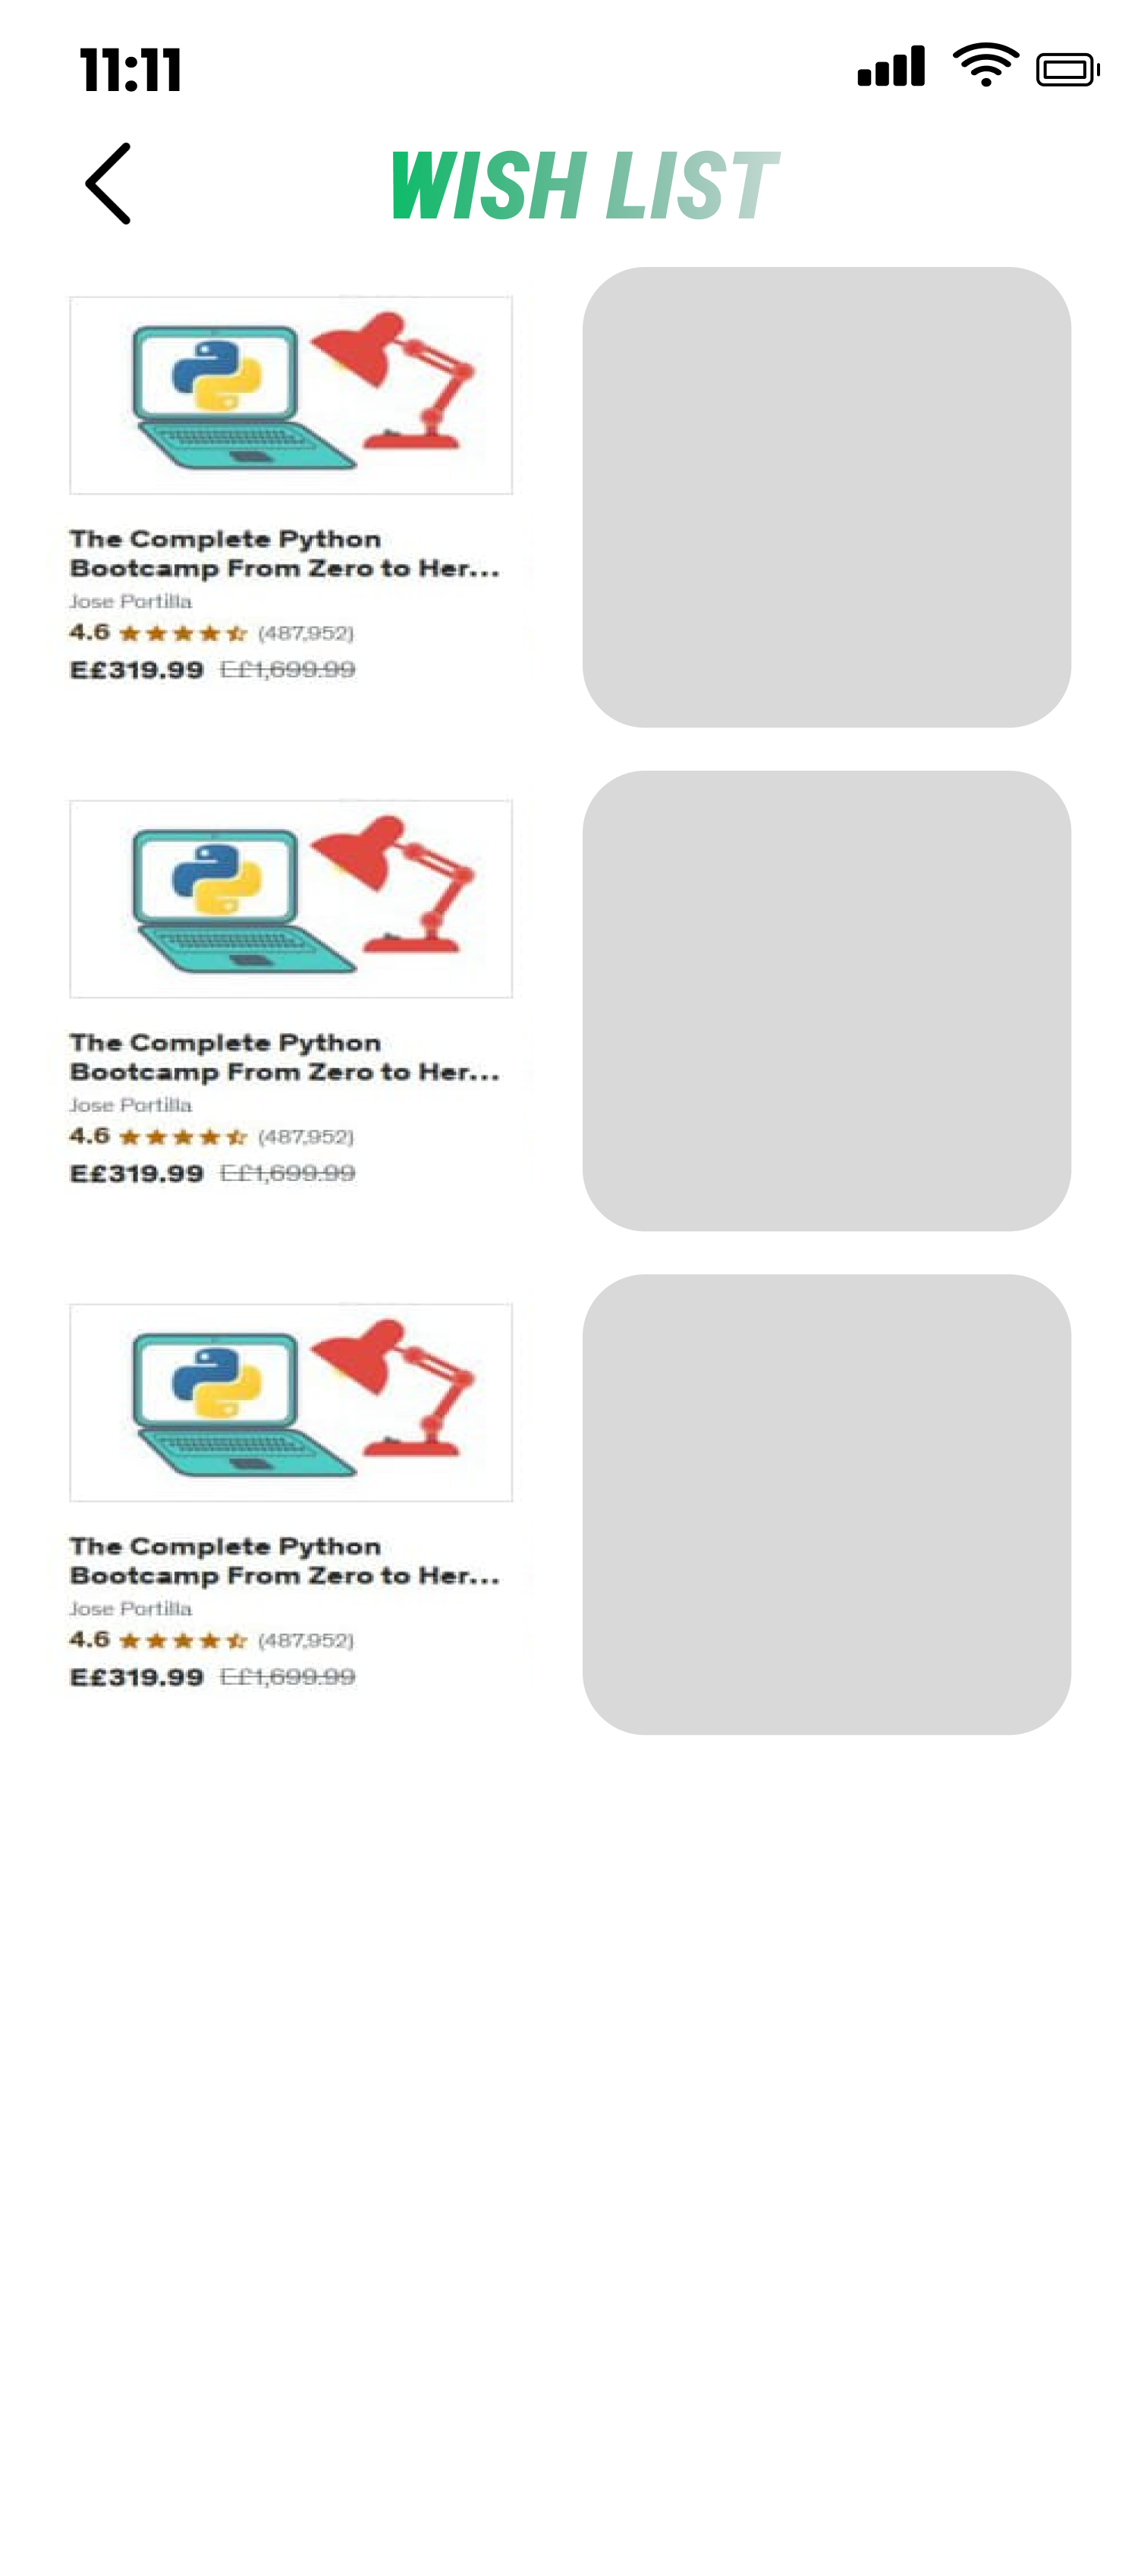 11:11
WISH LIST
The Complete Python
Bootcamp From Zero to Her...
Jose Portilla
4.6 (487,952)
E£319.99 E£1,699.99
The Complete Python
Bootcamp From Zero to Her...
Jose Portilla
4.6 (487,952)
E£319.99 E£1,699.99
The Complete Python
Bootcamp From Zero to Her...
Jose Portilla
4.6 (487,952)
E£319.99 E£1,699.99